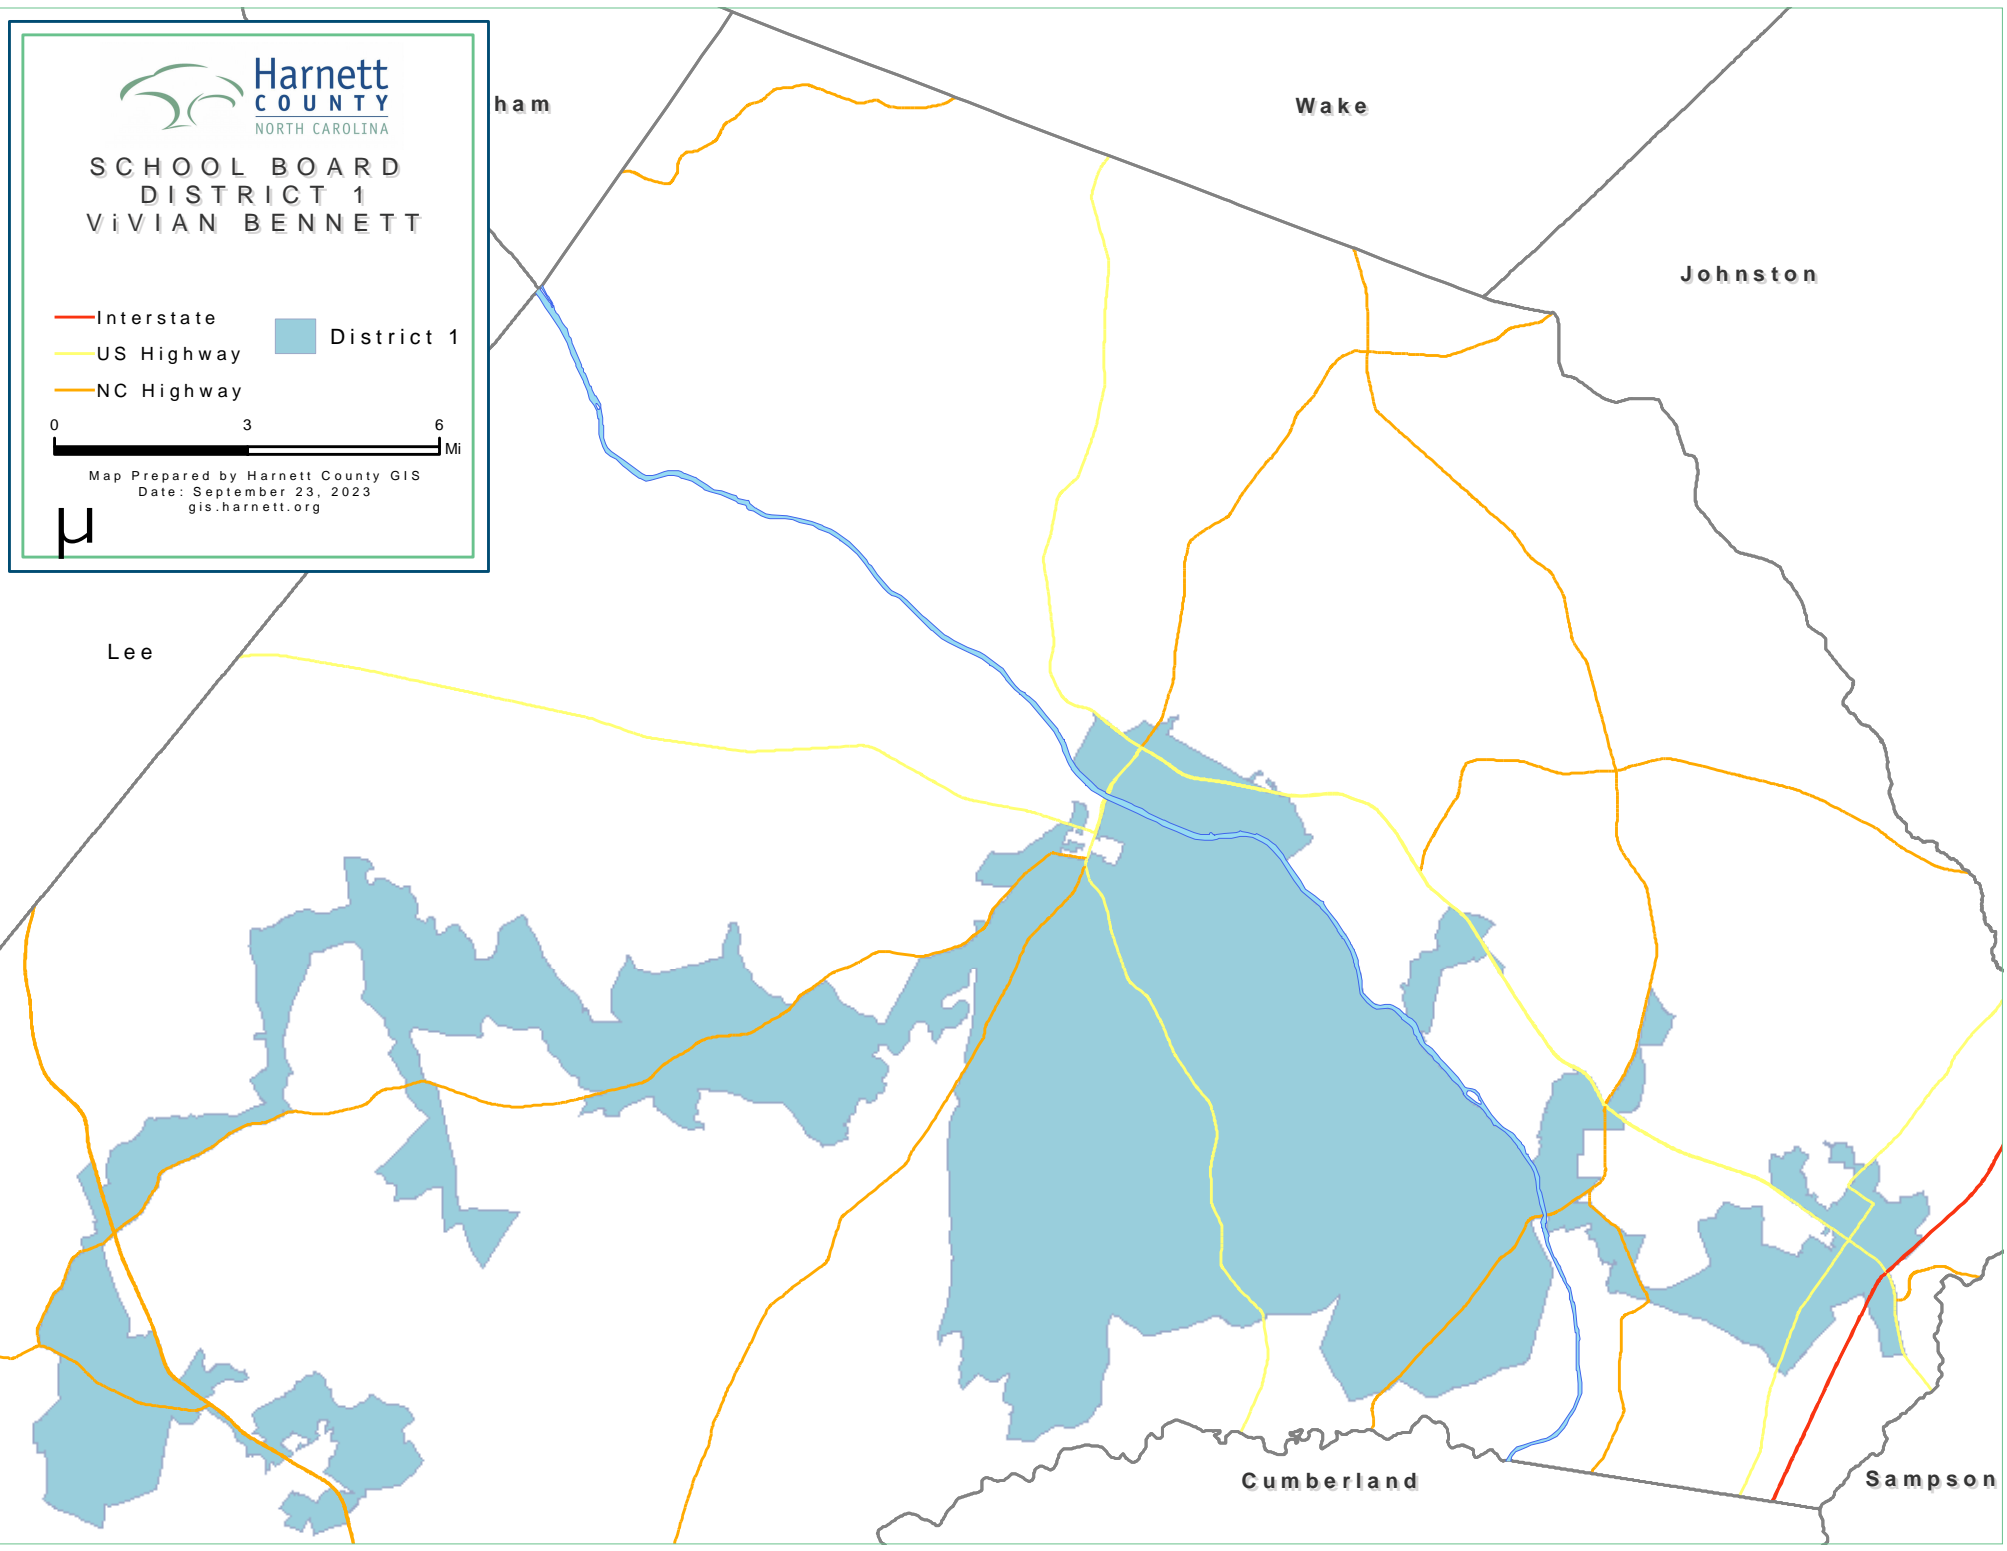 Harnett
COUNTY
NORTH CAROLINA
SCHOOL BOARD
DISTRICT 1
ViVIAN BENNETT
Interstate
US Highway
NC Highway
District 1
0 3 6
Mi
Map Prepared by Harnett County GIS
Date: September 23, 2023
gis.harnett.org
µ
ham
Wake
Johnston
Lee
Cumberland
Sampson